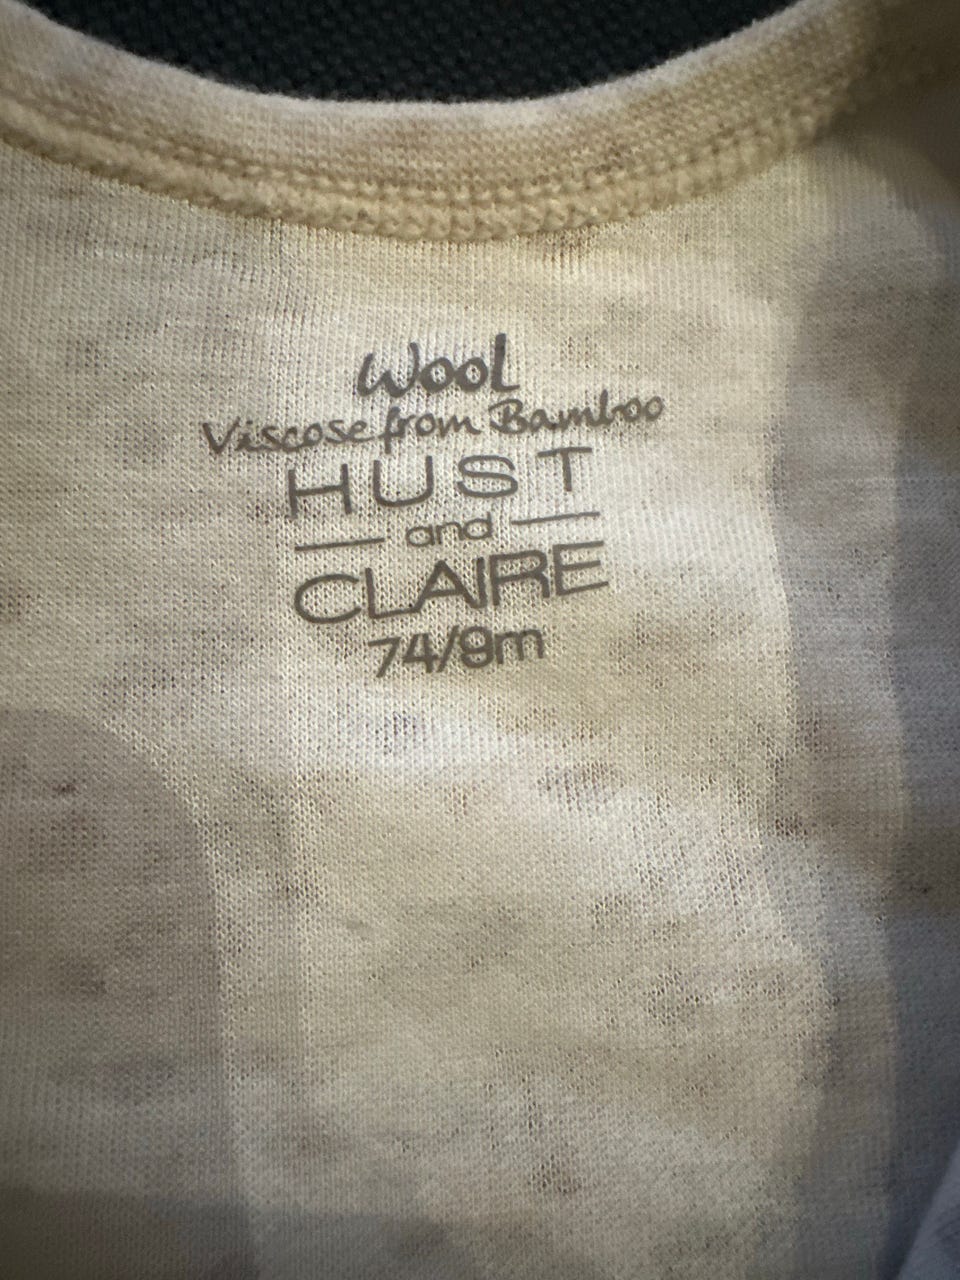 Wool
Viscose from Bamboo
HUST
and
CLAIRE
74/9m